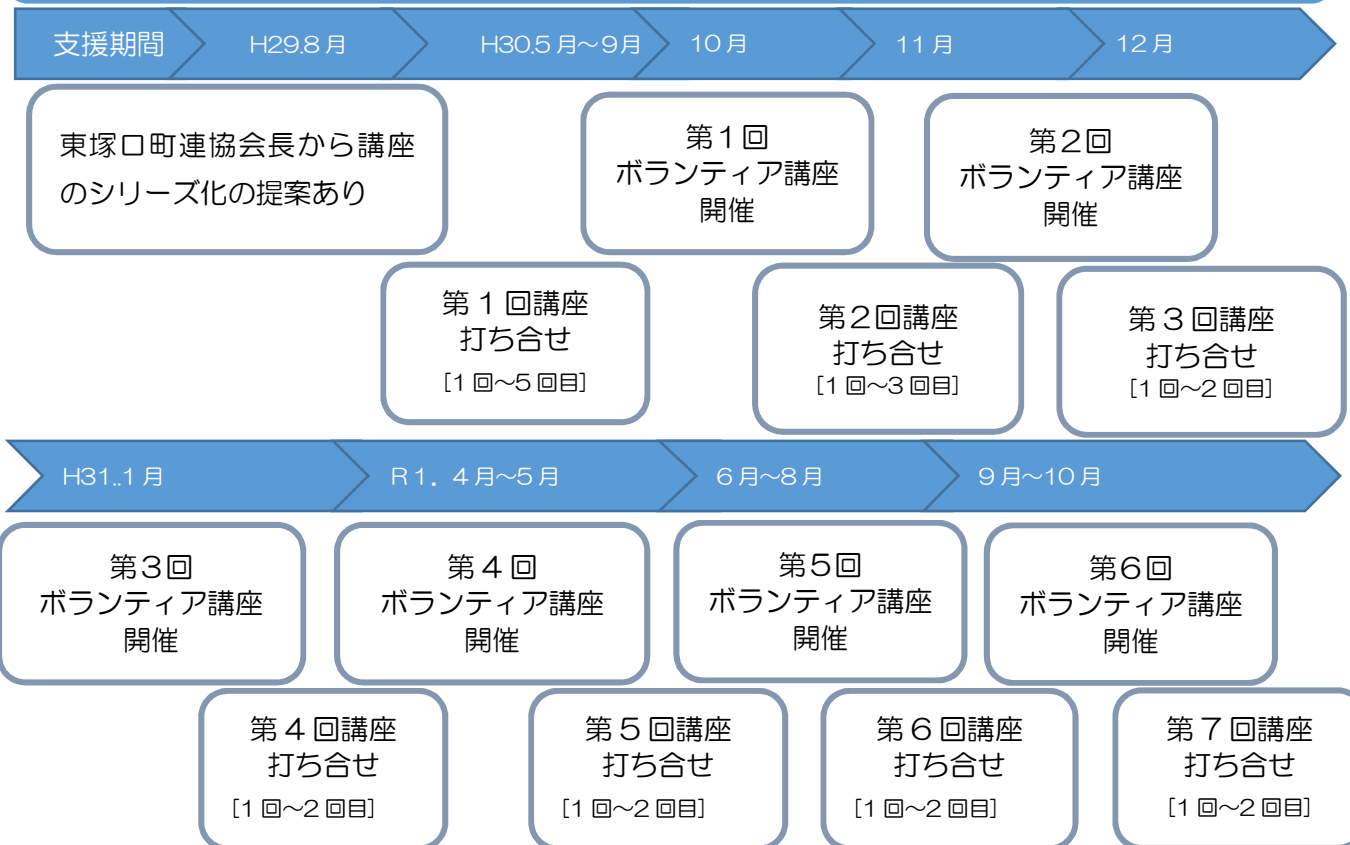 支援期間
H29.8月
H30.5月～9月
10月
11月
12月
東塚口町連協会長から講座
のシリーズ化の提案あり
第1回
ボランティア講座
開催
第2回
ボランティア講座
開催
第1回講座
打ち合せ
[1回～5回目]
第2回講座
打ち合せ
[1回～3回目]
第3回講座
打ち合せ
[1回～2回目]
H31..1月
R1．4月～5月
6月～8月
9月～10月
第3回
ボランティア講座
開催
第4回
ボランティア講座
開催
第5回
ボランティア講座
開催
第6回
ボランティア講座
開催
第4回講座
打ち合せ
[1回～2回目]
第5回講座
打ち合せ
[1回～2回目]
第6回講座
打ち合せ
[1回～2回目]
第7回講座
打ち合せ
[1回～2回目]